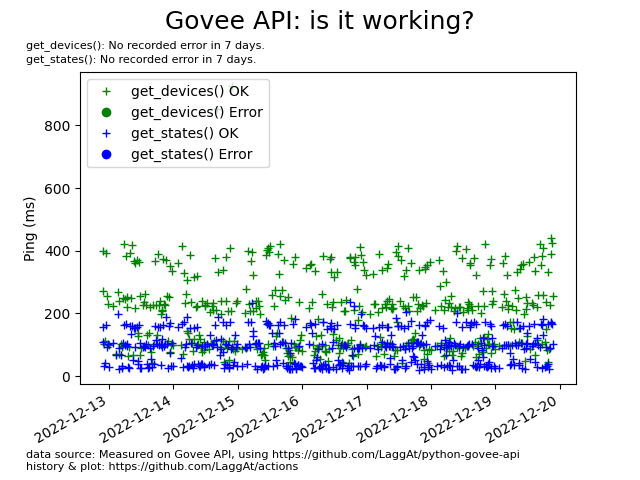 Govee API: is it working?
get_devices(): No recorded error in 7 days.
get_states(): No recorded error in 7 days.
get_devices() OK
get_devices() Error
get_states() OK
get_states() Error
Ping (ms)
800
600
400
200
0
2022-12-13
2022-12-14
2022-12-15
2022-12-16
2022-12-17
2022-12-18
2022-12-19
2022-12-20
data source: Measured on Govee API, using https://github.com/LaggAt/python-govee-api
history & plot: https://github.com/LaggAt/actions